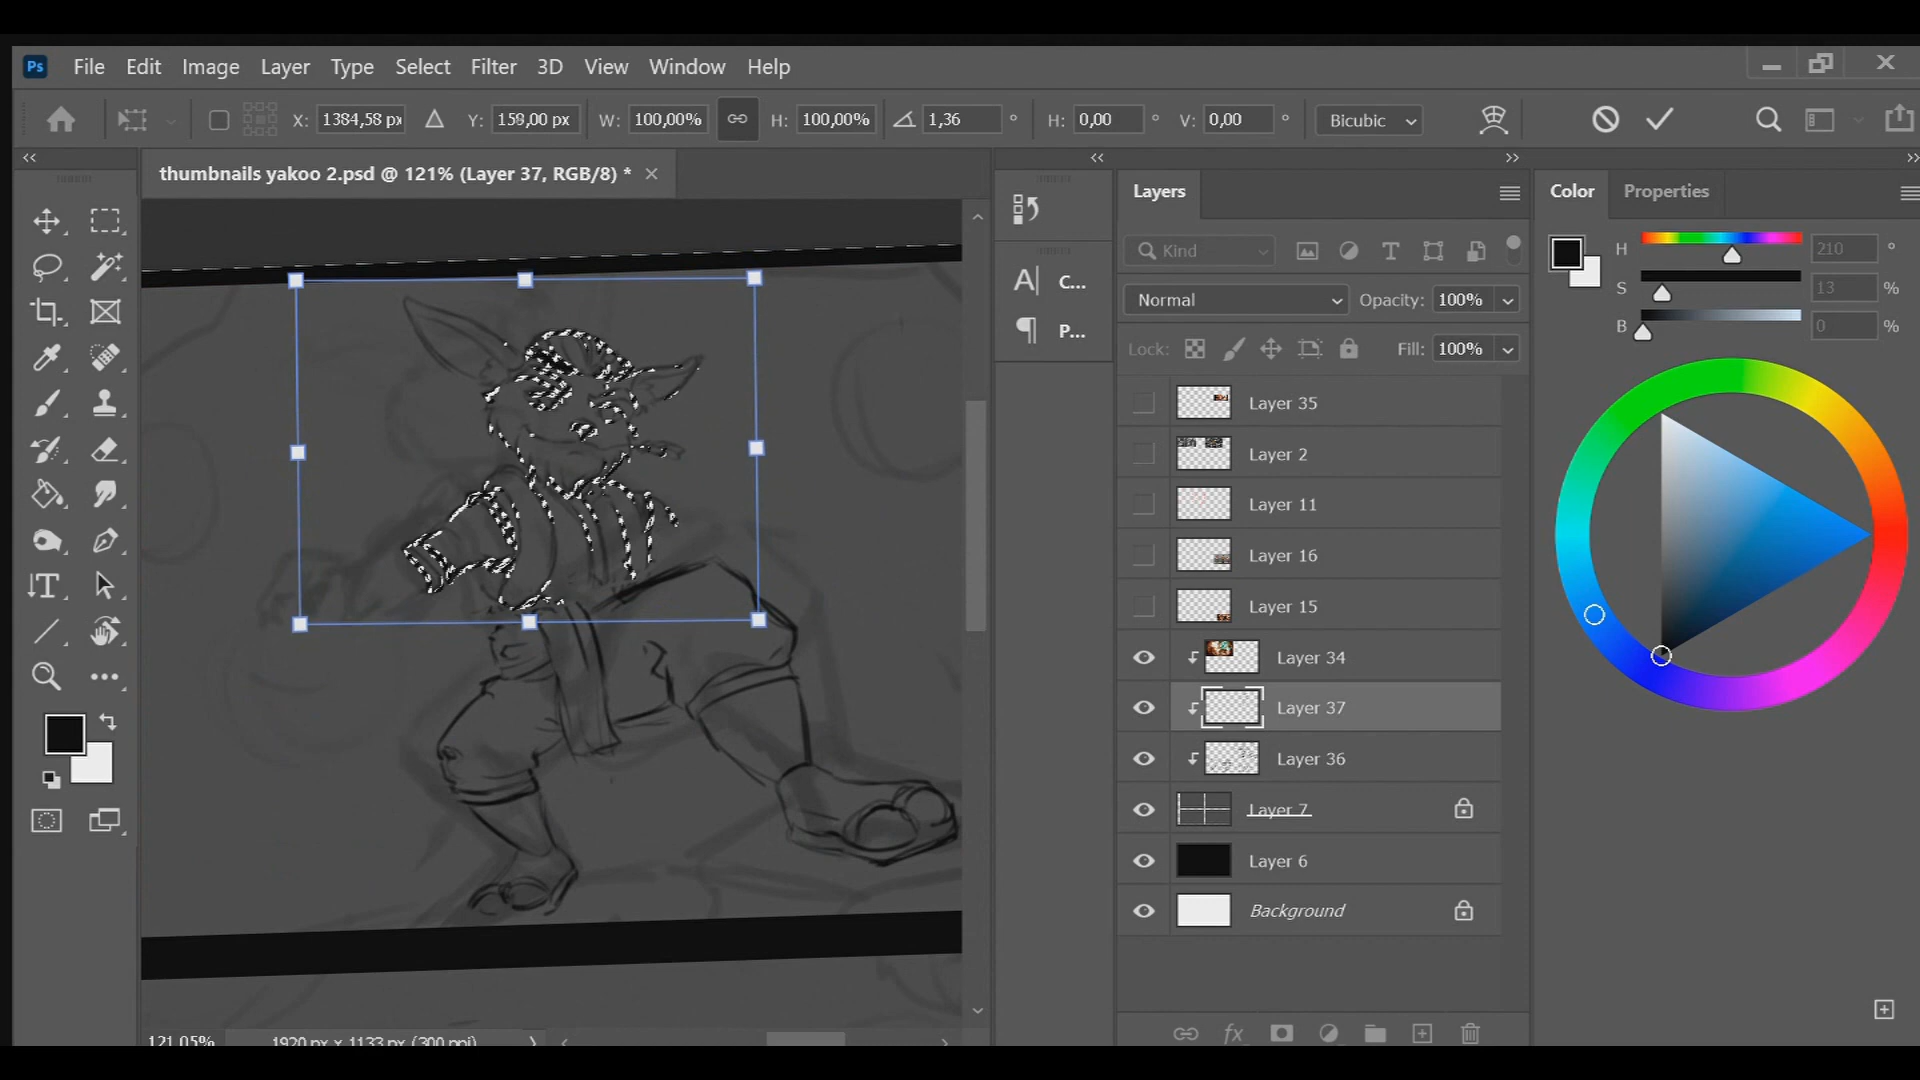 Ps File Edit Image Layer Type Select Filter 3D View Window Help
X: 1384,58 px Y: 159,00 px W: 100,00% H: 100,00% 1,36 ° H: 0,00 ° V: 0,00 ° Bicubic
thumbnails yakoo 2.psd @ 121% (Layer 37, RGB/8) *
Layers
Color Properties
Kind
H 210 °
C...
S 13 %
Normal Opacity: 100%
B 0 %
P...
Lock: Fill: 100%
Layer 35
Layer 2
Layer 11
Layer 16
Layer 15
Layer 34
Layer 37
Layer 36
Layer 7
Layer 6
Background
121,05% 1920 px x 1133 px (300 ppi)